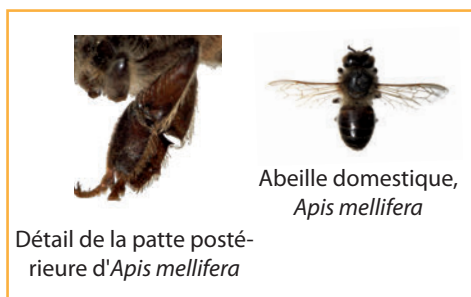 Abeille domestique,
Apis mellifera
Détail de la patte posté-
rieure d'Apis mellifera